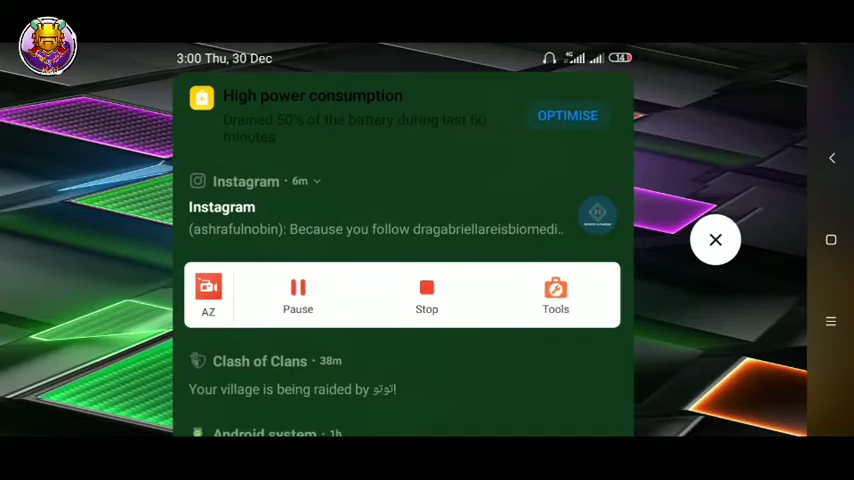 3:00 Thu, 30 Dec
4G
14
High power consumption
Drained 50% of the battery during last 60
minutes
OPTIMISE
Instagram · 6m
Instagram
(ashrafulnobin): Because you follow dragabriellareisbiomedi..
AZ
Pause
Stop
Tools
Clash of Clans · 38m
Your village is being raided by توتو!
Android system · 1h